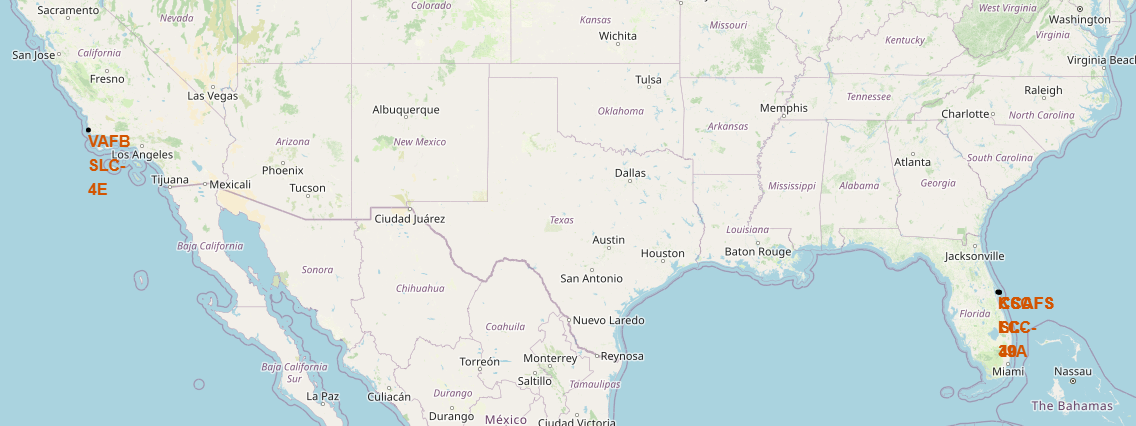 Colorado
West Virginia
Sacramento
Nevada
Kansas
Missouri
Washington
Wichita
Kentucky
Virginia
San Jose
California
Virginia Beach
Fresno
Tulsa
Las Vegas
Raleigh
Albuquerque
Oklahoma
Memphis
Tennessee
Charlotte
North Carolina
Arkansas
VAFB
SLC-
4E
Los Angeles
Arizona
New Mexico
Atlanta
South Carolina
Phoenix
Dallas
Tijuana
Mexicali
Tucson
Mississippi
Alabama
Georgia
Ciudad Juárez
Texas
Louisiana
Baja California
Austin
Houston
Baton Rouge
Jacksonville
Sonora
San Antonio
Chihuahua
Florida
Coahuila
Nuevo Laredo
Monterrey
Reynosa
Torreón
Baja California
Sur
Saltillo
Tamaulipas
Miami
Nassau
La Paz
Culiacán
Durango
Durango
México
Ciudad Victoria
The Bahamas